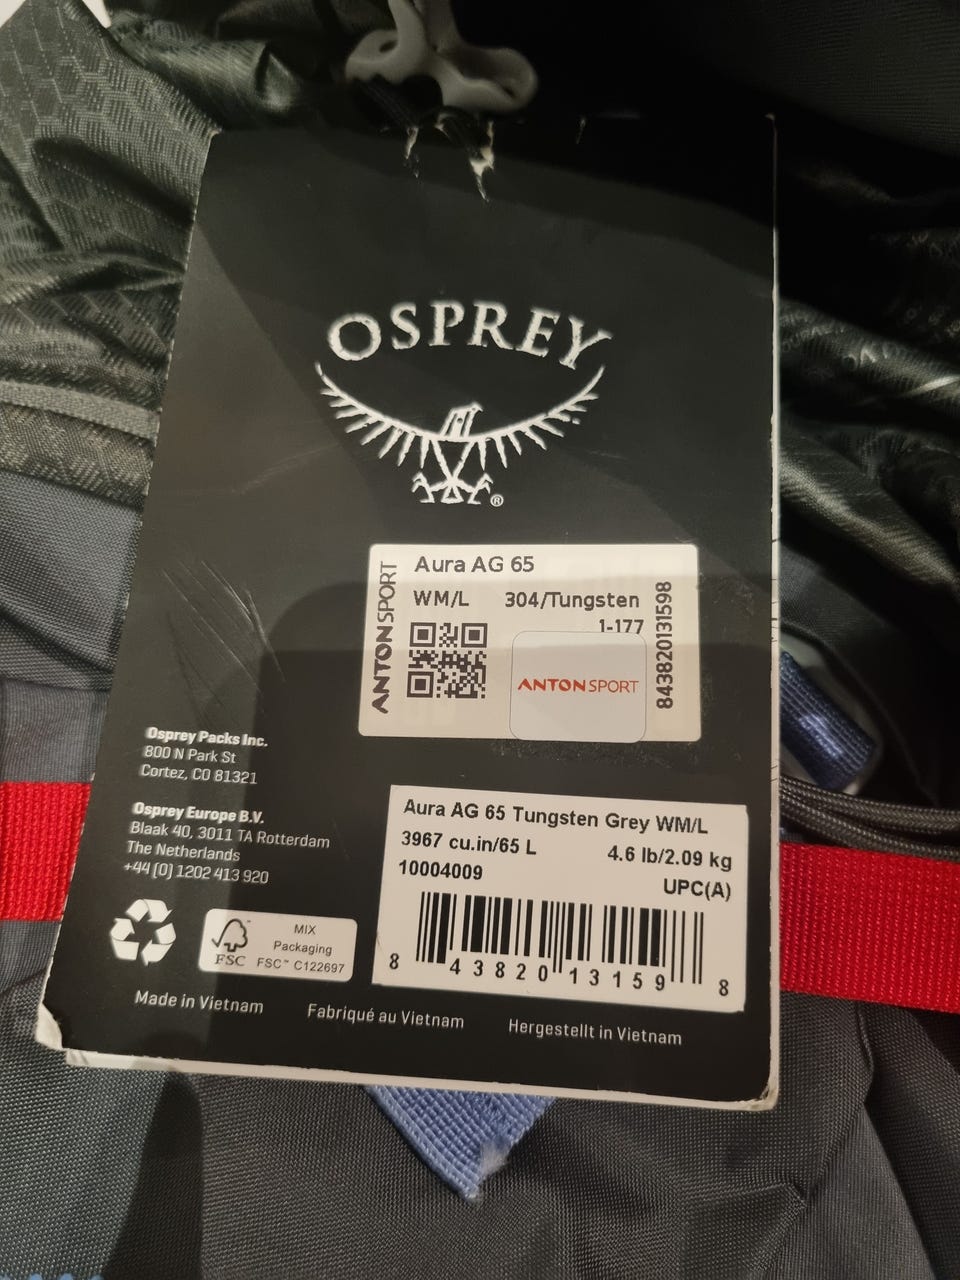 OSPREY
®
ANTONSPORT
Aura AG 65
WM/L 304/Tungsten
1-177
ANTON SPORT
843820131598
Osprey Packs Inc.
800 N Park St
Cortez, CO 81321
Osprey Europe B.V.
Blaak 40, 3011 TA Rotterdam
The Netherlands
+44 (0) 1202 413 920
FSC
MIX
Packaging
FSC™ C122697
Aura AG 65 Tungsten Grey WM/L
3967 cu.in/65 L 4.6 lb/2.09 kg
10004009 UPC(A)
8 43820 13159 8
Made in Vietnam Fabriqué au Vietnam Hergestellt in Vietnam